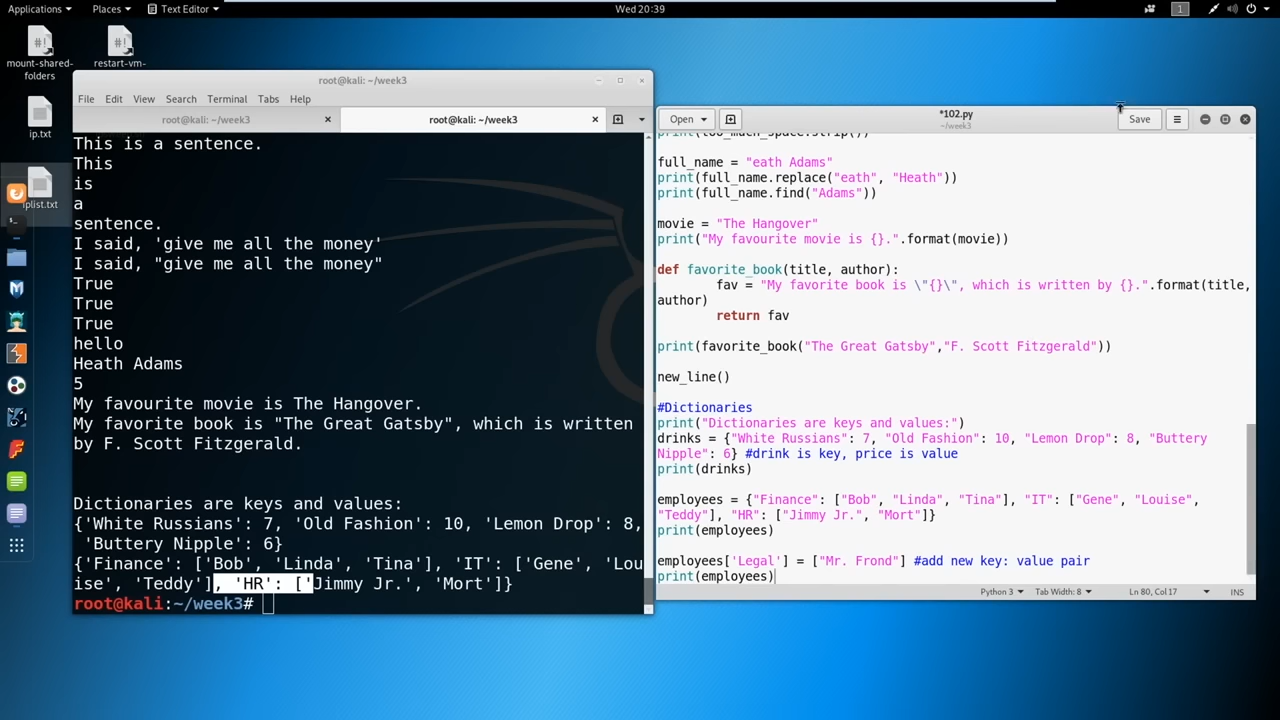 Applications Places Text Editor Wed 20:39 1
mount-shared-folders
restart-vm-
ip.txt
iplist.txt
root@kali: ~/week3
File Edit View Search Terminal Tabs Help
root@kali: ~/week3 root@kali: ~/week3
This is a sentence.
This
is
a
sentence.
I said, 'give me all the money'
I said, "give me all the money"
True
True
True
hello
Heath Adams
5
My favourite movie is The Hangover.
My favorite book is "The Great Gatsby", which is written
by F. Scott Fitzgerald.
Dictionaries are keys and values:
{'White Russians': 7, 'Old Fashion': 10, 'Lemon Drop': 8,
'Buttery Nipple': 6}
{'Finance': ['Bob', 'Linda', 'Tina'], 'IT': ['Gene', 'Lou
ise', 'Teddy'], 'HR': ['Jimmy Jr.', 'Mort']}
root@kali:~/week3#
Open *102.py Save
~/week3
print(too_much_space.strip())
full_name = "eath Adams"
print(full_name.replace("eath", "Heath"))
print(full_name.find("Adams"))
movie = "The Hangover"
print("My favourite movie is {}.".format(movie))
def favorite_book(title, author):
fav = "My favorite book is \"{}\", which is written by {}.".format(title,
author)
return fav
print(favorite_book("The Great Gatsby","F. Scott Fitzgerald"))
new_line()
#Dictionaries
print("Dictionaries are keys and values:")
drinks = {"White Russians": 7, "Old Fashion": 10, "Lemon Drop": 8, "Buttery
Nipple": 6} #drink is key, price is value
print(drinks)
employees = {"Finance": ["Bob", "Linda", "Tina"], "IT": ["Gene", "Louise",
"Teddy"], "HR": ["Jimmy Jr.", "Mort"]}
print(employees)
employees['Legal'] = ["Mr. Frond"] #add new key: value pair
print(employees)
Python 3 Tab Width: 8 Ln 80, Col 17 INS